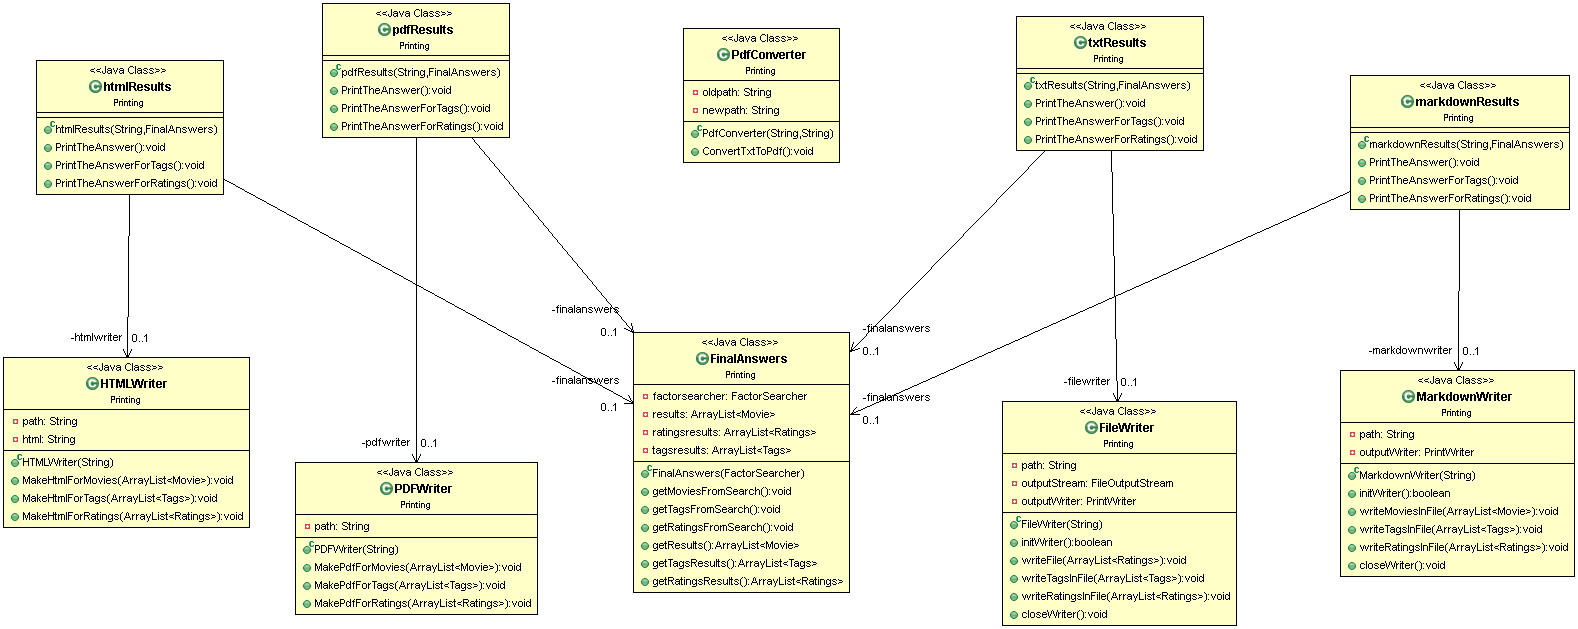 <<Java Class>>
htmlResults
Printing
htmlResults(String,FinalAnswers)
PrintTheAnswer():void
PrintTheAnswerForTags():void
PrintTheAnswerForRatings():void
<<Java Class>>
pdfResults
Printing
pdfResults(String,FinalAnswers)
PrintTheAnswer():void
PrintTheAnswerForTags():void
PrintTheAnswerForRatings():void
<<Java Class>>
PdfConverter
Printing
oldpath: String
newpath: String
PdfConverter(String,String)
ConvertTxtToPdf():void
<<Java Class>>
txtResults
Printing
txtResults(String,FinalAnswers)
PrintTheAnswer():void
PrintTheAnswerForTags():void
PrintTheAnswerForRatings():void
<<Java Class>>
markdownResults
Printing
markdownResults(String,FinalAnswers)
PrintTheAnswer():void
PrintTheAnswerForTags():void
PrintTheAnswerForRatings():void
-htmlwriter 0..1
-finalanswers
0..1
-finalanswers
0..1
-finalanswers
0..1
-finalanswers
0..1
-pdfwriter 0..1
-filewriter 0..1
-markdownwriter 0..1
<<Java Class>>
HTMLWriter
Printing
path: String
html: String
HTMLWriter(String)
MakeHtmlForMovies(ArrayList<Movie>):void
MakeHtmlForTags(ArrayList<Tags>):void
MakeHtmlForRatings(ArrayList<Ratings>):void
<<Java Class>>
PDFWriter
Printing
path: String
PDFWriter(String)
MakePdfForMovies(ArrayList<Movie>):void
MakePdfForTags(ArrayList<Tags>):void
MakePdfForRatings(ArrayList<Ratings>):void
<<Java Class>>
FinalAnswers
Printing
factorsearcher: FactorSearcher
results: ArrayList<Movie>
ratingsresults: ArrayList<Ratings>
tagsresults: ArrayList<Tags>
FinalAnswers(FactorSearcher)
getMoviesFromSearch():void
getTagsFromSearch():void
getRatingsFromSearch():void
getResults():ArrayList<Movie>
getTagsResults():ArrayList<Tags>
getRatingsResults():ArrayList<Ratings>
<<Java Class>>
FileWriter
Printing
path: String
outputStream: FileOutputStream
outputWriter: PrintWriter
FileWriter(String)
initWriter():boolean
writeFile(ArrayList<Ratings>):void
writeTagsInFile(ArrayList<Tags>):void
writeRatingsInFile(ArrayList<Ratings>):void
closeWriter():void
<<Java Class>>
MarkdownWriter
Printing
path: String
outputWriter: PrintWriter
MarkdownWriter(String)
initWriter():boolean
writeMoviesInFile(ArrayList<Movie>):void
writeTagsInFile(ArrayList<Tags>):void
writeRatingsInFile(ArrayList<Ratings>):void
closeWriter():void